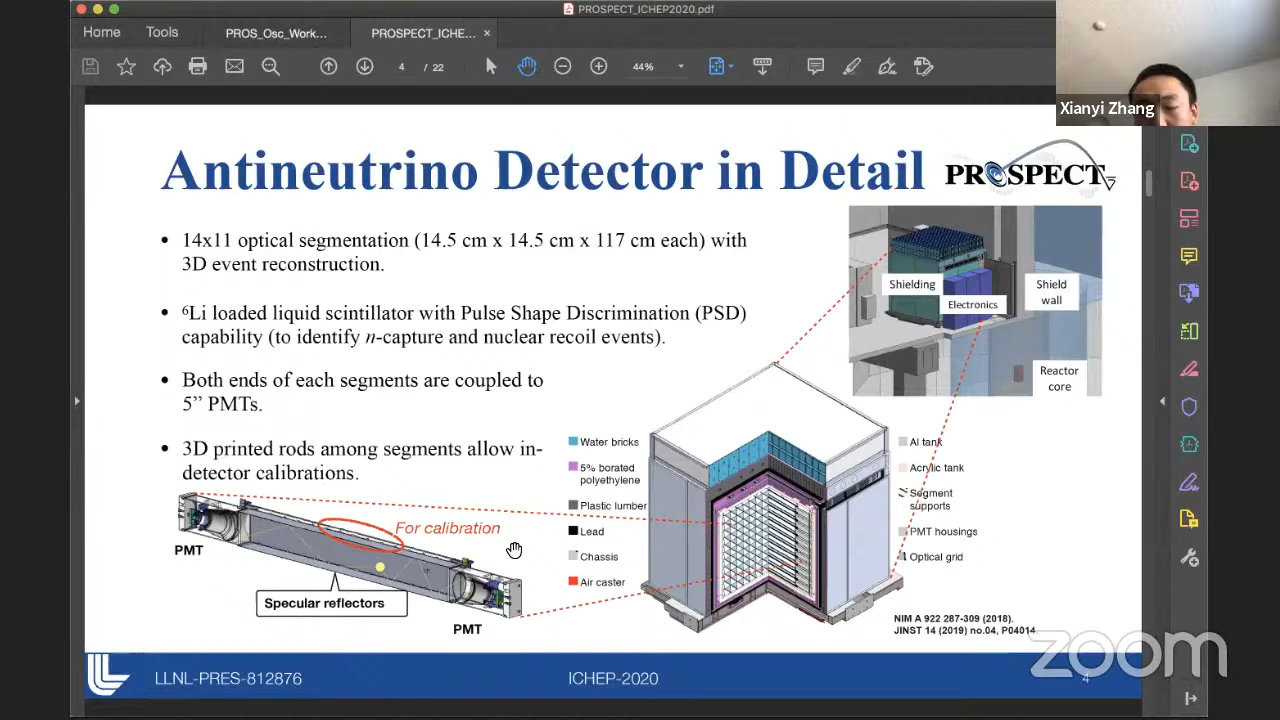 PROSPECT_ICHEP2020.pdf
Home
Tools
PROS_Osc_Work...
PROSPECT_ICHE...
×
4 / 22
44%
Xianyi Zhang
Antineutrino Detector in Detail
PROSPECT
• 14x11 optical segmentation (14.5 cm x 14.5 cm x 117 cm each) with
3D event reconstruction.
• ⁶Li loaded liquid scintillator with Pulse Shape Discrimination (PSD)
capability (to identify n-capture and nuclear recoil events).
• Both ends of each segments are coupled to
5” PMTs.
• 3D printed rods among segments allow in-
detector calibrations.
Shielding
Electronics
Shield
wall
Reactor
core
Water bricks
5% borated
polyethylene
Plastic lumber
Lead
Chassis
Air caster
Al tank
Acrylic tank
Segment
supports
PMT housings
Optical grid
For calibration
PMT
Specular reflectors
PMT
NIM A 922 287-309 (2018).
JINST 14 (2019) no.04, P04014
zoom
LLNL-PRES-812876
ICHEP-2020
4